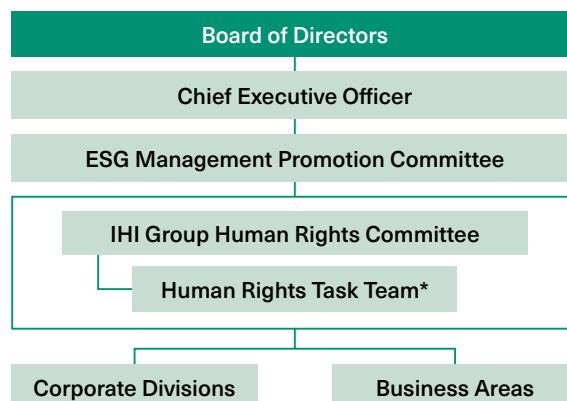 Board of Directors
Chief Executive Officer
ESG Management Promotion Committee
IHI Group Human Rights Committee
Human Rights Task Team*
Corporate Divisions
Business Areas